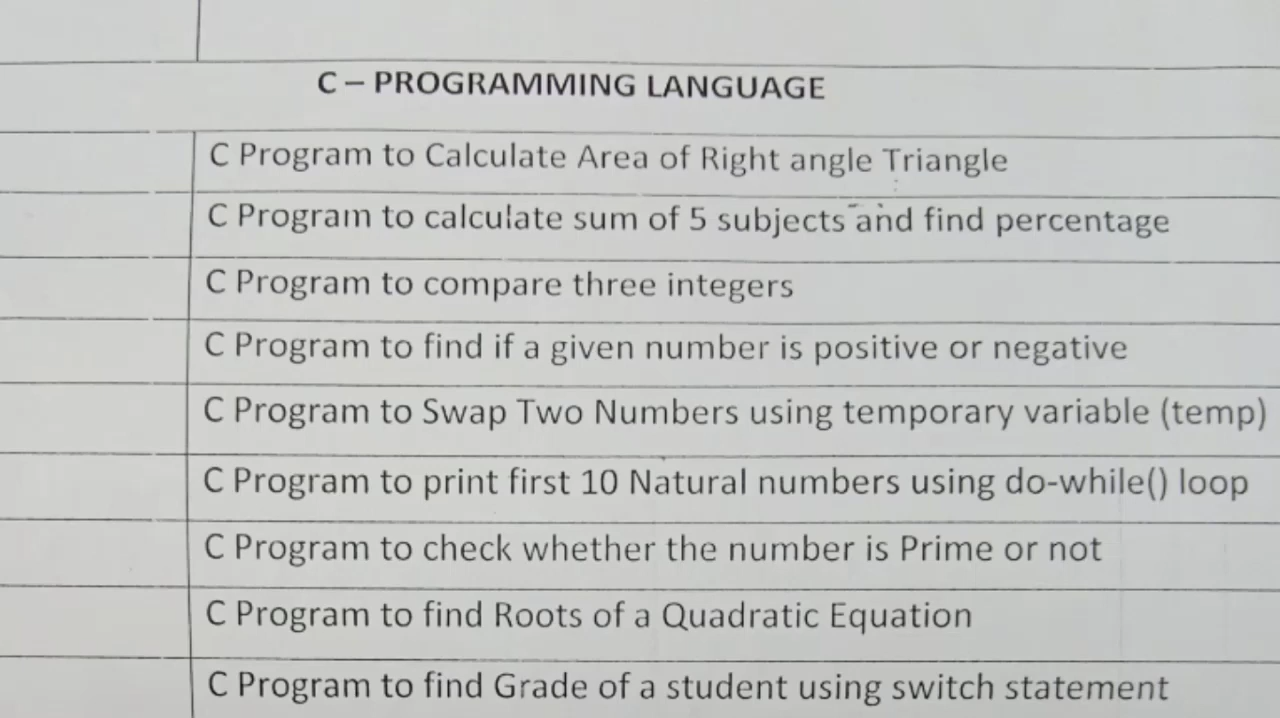 C – PROGRAMMING LANGUAGE
C Program to Calculate Area of Right angle Triangle
C Program to calculate sum of 5 subjects and find percentage
C Program to compare three integers
C Program to find if a given number is positive or negative
C Program to Swap Two Numbers using temporary variable (temp)
C Program to print first 10 Natural numbers using do-while() loop
C Program to check whether the number is Prime or not
C Program to find Roots of a Quadratic Equation
C Program to find Grade of a student using switch statement